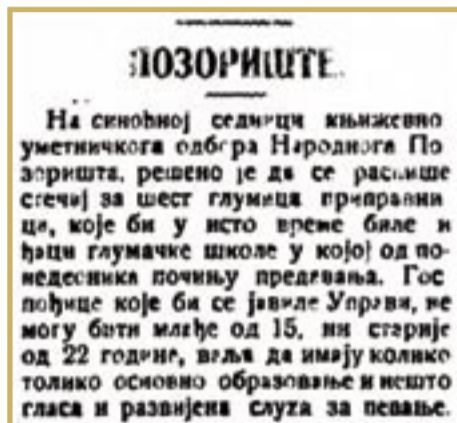 ПОЗОРИШТЕ.
На синоћној седници књижевно
уметничкога одбора Народнога По
зоришта, решено је да се распише
стечај за шест глумица приправни
ца, које би у исто време биле и
ђаци глумачке школе у којој од по-
недеоника почињу предавања. Гос
пођице које би се јавиле Управи, не
могу бити млађе од 15, ни старије
од 22 године, ваља да имају колико
толико основно образовање и нешто
гласа и развијена слуха за певање.